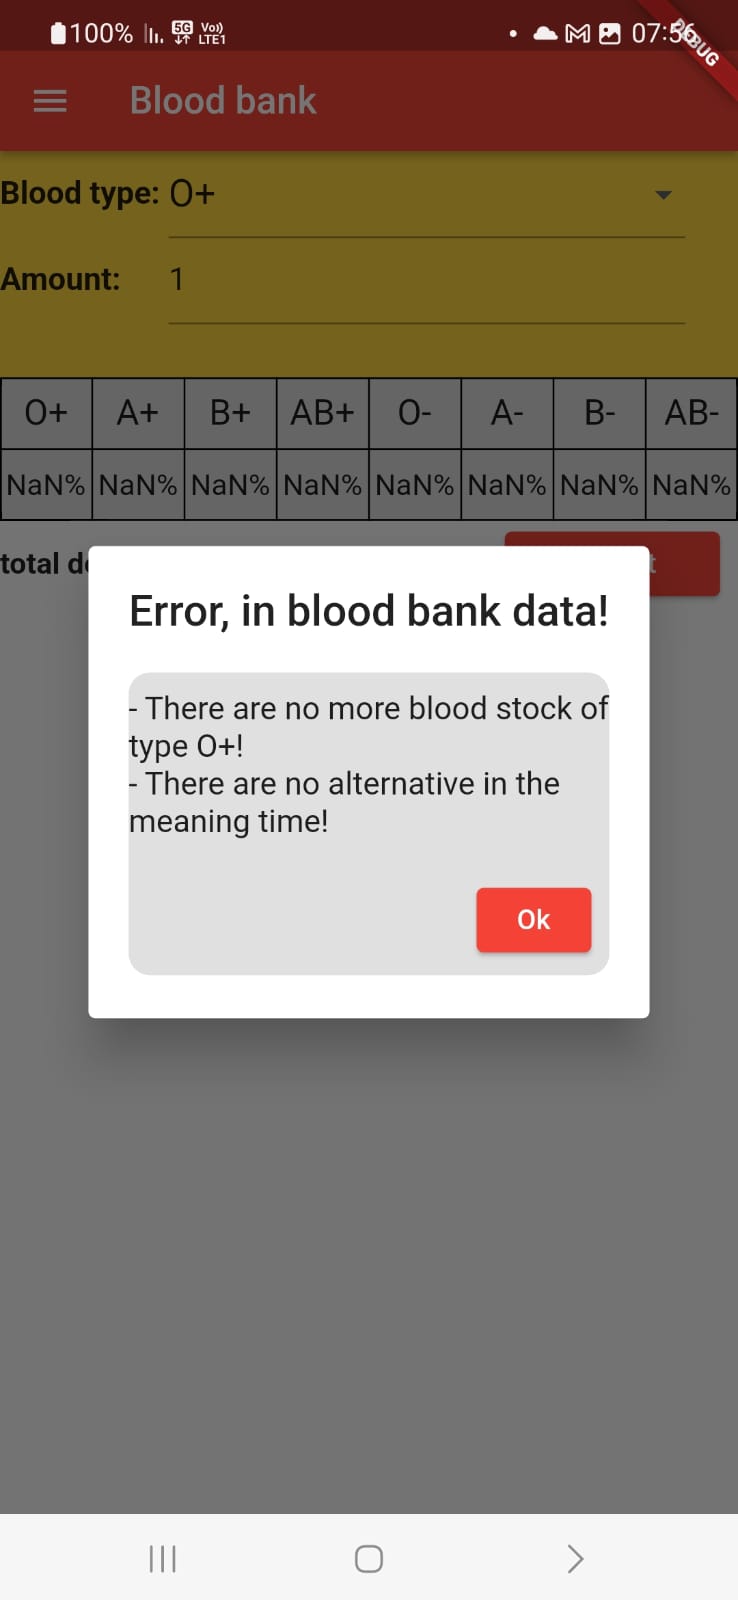 100% 5G Vo)) LTE1 07:56
DEBUG
Blood bank
Blood type: O+
Amount: 1
O+ A+ B+ AB+ O- A- B- AB-
NaN% NaN% NaN% NaN% NaN% NaN% NaN% NaN%
total
Error, in blood bank data!
- There are no more blood stock of
type O+!
- There are no alternative in the
meaning time!
Ok